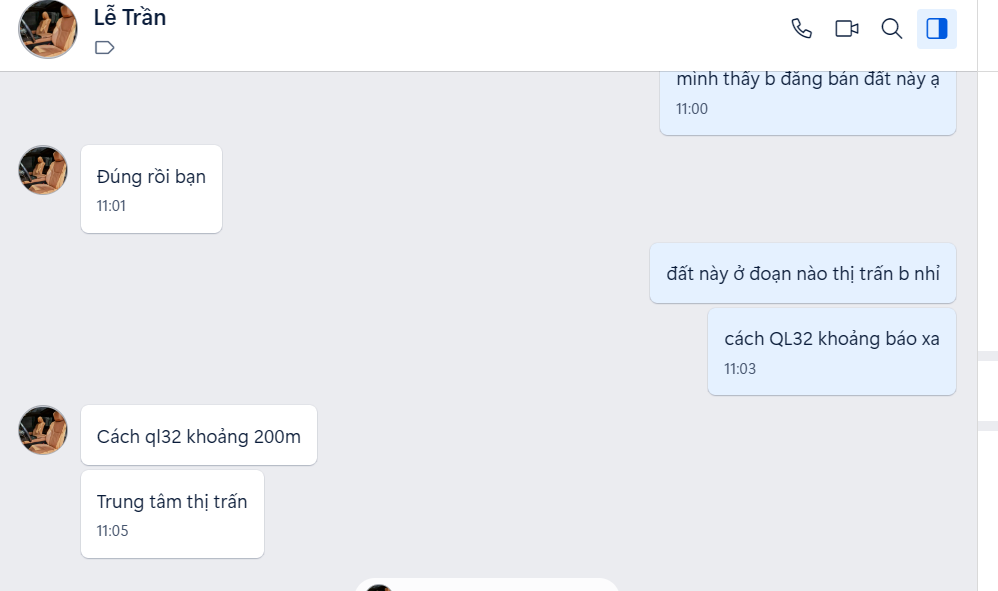 Lễ Trần
mình thấy b đăng bán đất này ạ
11:00
Đúng rồi bạn
11:01
đất này ở đoạn nào thị trấn b nhỉ
cách QL32 khoảng báo xa
11:03
Cách ql32 khoảng 200m
Trung tâm thị trấn
11:05